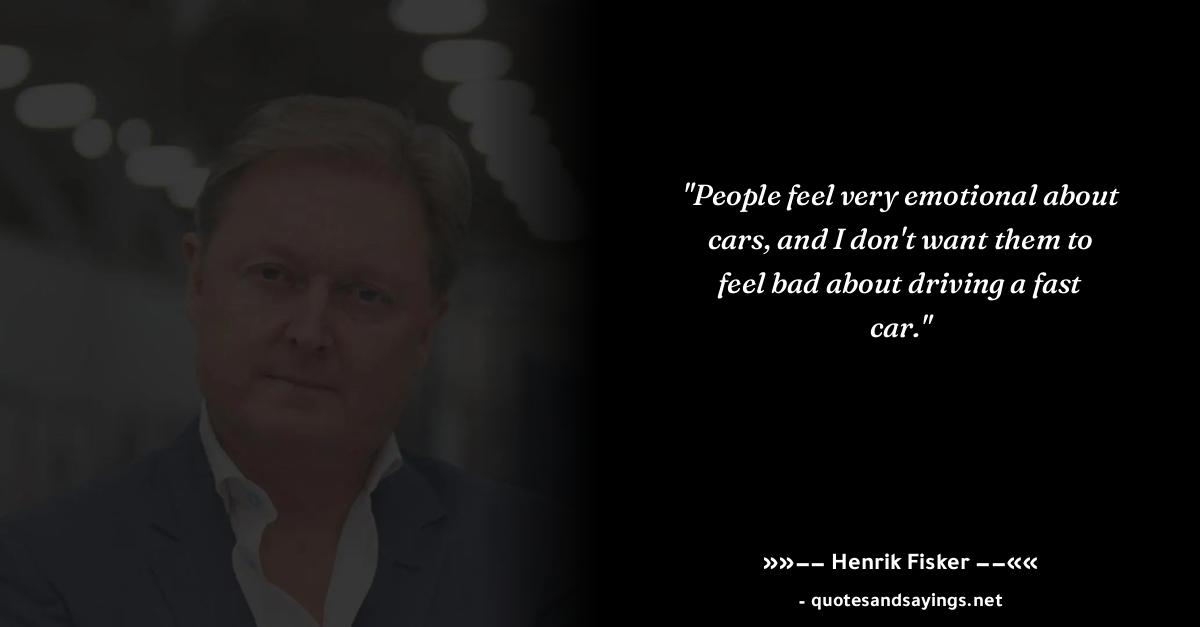 "People feel very emotional about
cars, and I don't want them to
feel bad about driving a fast
car."
»»−− Henrik Fisker −−««
- quotesandsayings.net